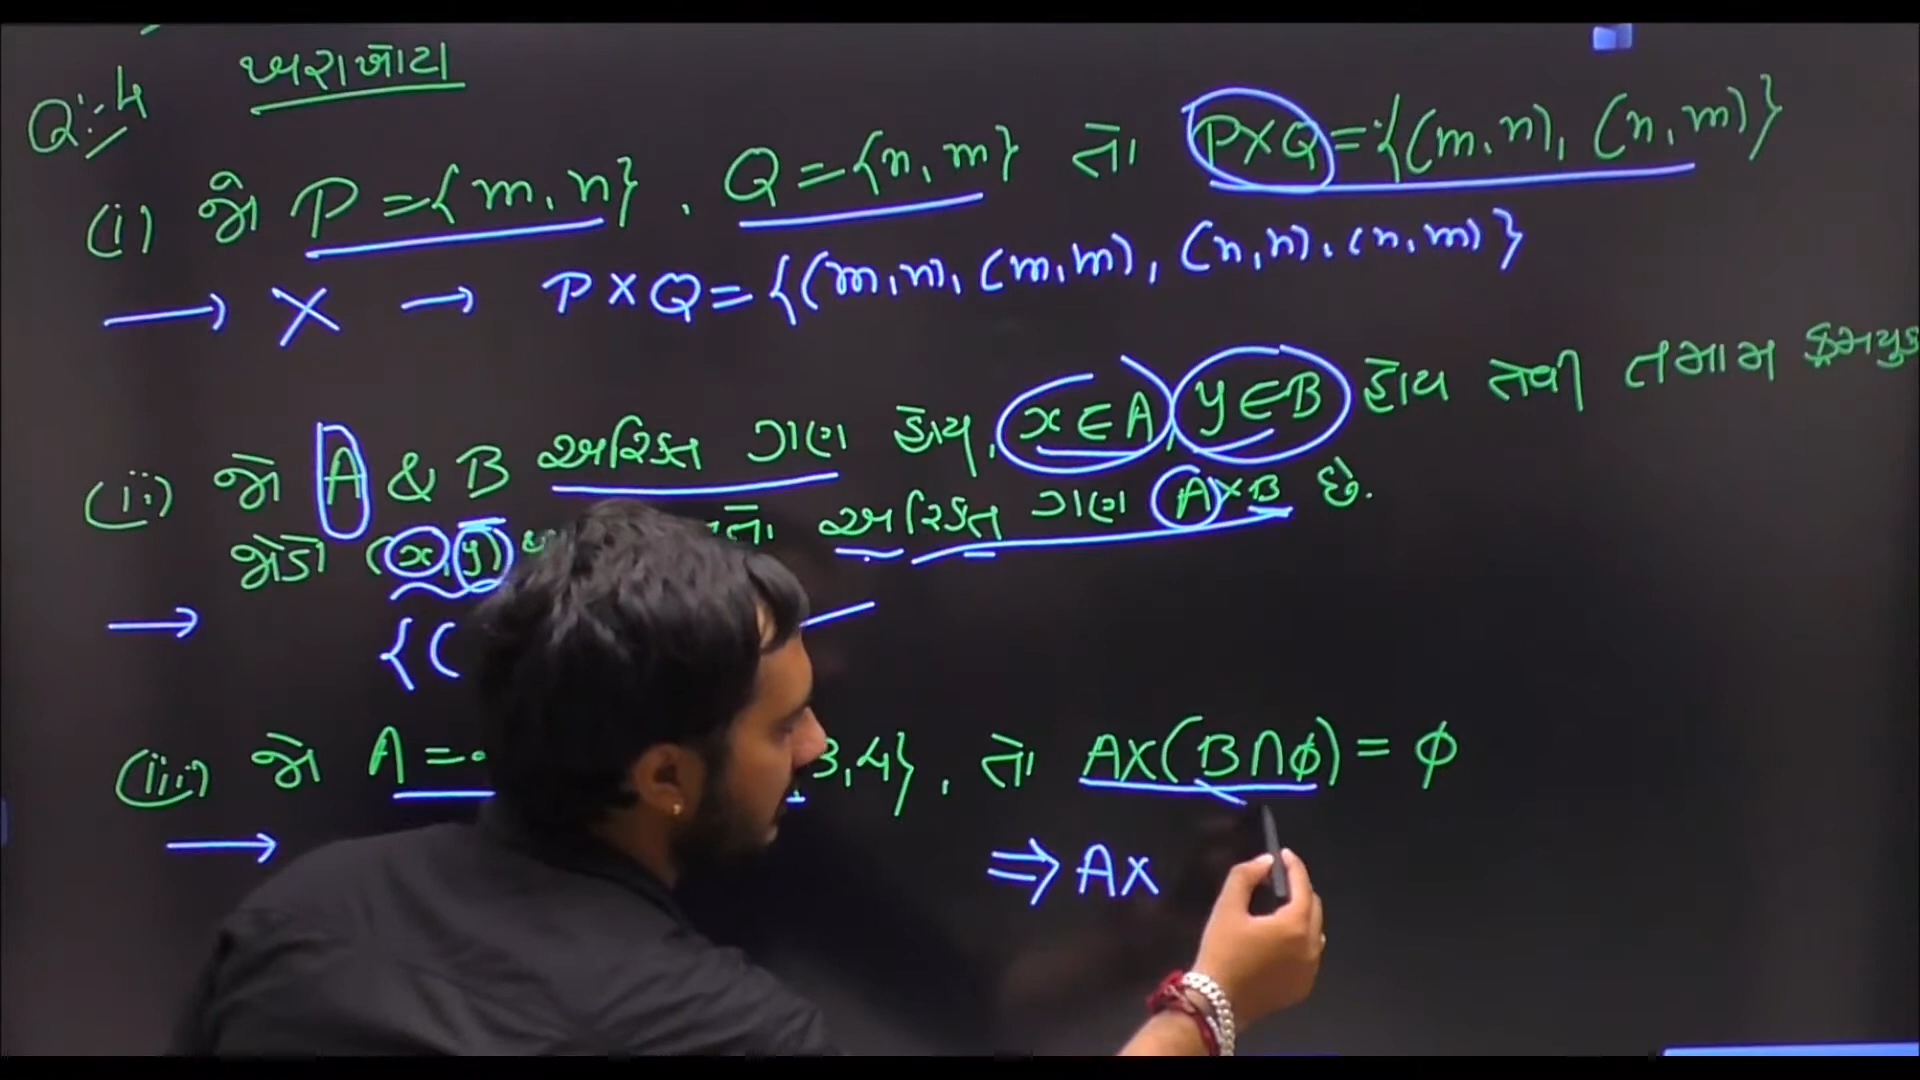 Q:-4 ખરાખોટા
(i) જો P={m,n}, Q={n,m} તો P×Q={(m,n),(n,m)}
→ X → P×Q={(m,n),(m,m),(n,n),(n,m)}
(ii) જો A & B અરિક્ત ગણ હોય, x∈A, y∈B હોય તેવી તમામ ક્રમયુક
જોડો (x,y) અરિક્ત ગણ A×B છે.
→ {(
(iii) જો A = 3,4}, તો A×(B∩ϕ)=ϕ
→ ⇒ A×